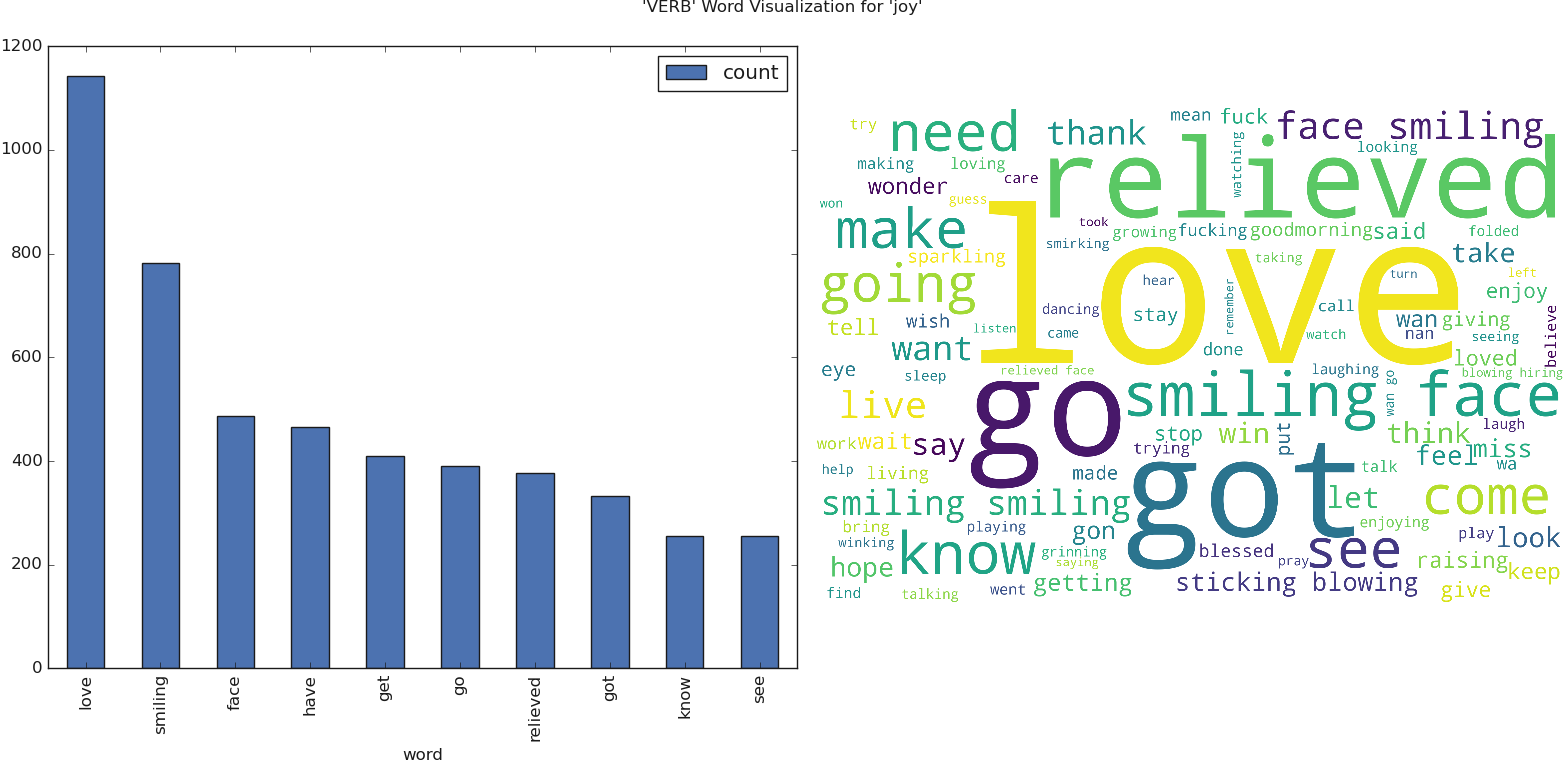 'VERB' Word Visualization for 'joy'
1200
1000
800
600
400
200
0
count
love
smiling
face
have
get
go
relieved
got
know
see
word
try
need
thank
mean
fuck
face smiling
making
loving
watching
looking
relieved
wonder
care
won
guess
love
make
took
growing
fucking
goodmorning
said
folded
smirking
take
sparkling
taking
going
hear
turn
left
enjoy
dancing
stay
remember
call
wan
giving
believe
tell
wish
listen
came
watch
nan
seeing
want
done
loved
eye
sleep
relieved face
laughing
blowing hiring
go
smiling
wan go
face
live
work
wait
say
stop
win
put
think
laugh
trying
got
feel
miss
help
living
made
talk
wa
smiling smiling
let
come
bring
playing
gon
enjoying
winking
know
grinning
saying
blessed
pray
see
play
look
hope
getting
sticking
blowing
raising
keep
find
talking
went
give